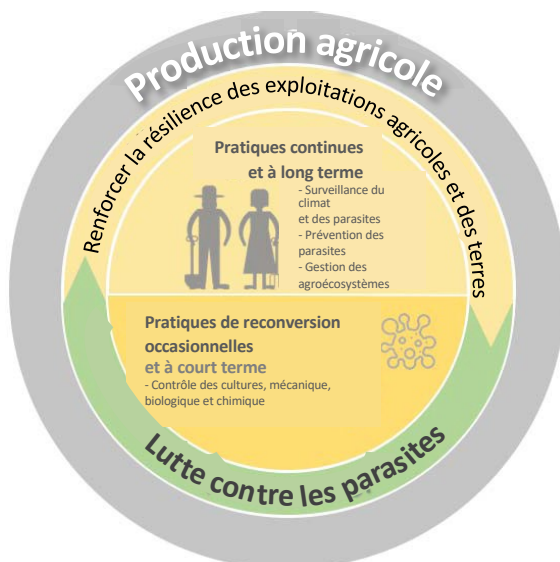 Production agricole
Renforcer la résilience des exploitations agricoles et des terres
Pratiques continues
et à long terme
- Surveillance du
climat
et des parasites
- Prévention des
parasites
- Gestion des
agroécosystèmes
Pratiques de reconversion
occasionnelles
et à court terme
- Contrôle des cultures, mécanique,
biologique et chimique
Lutte contre les parasites